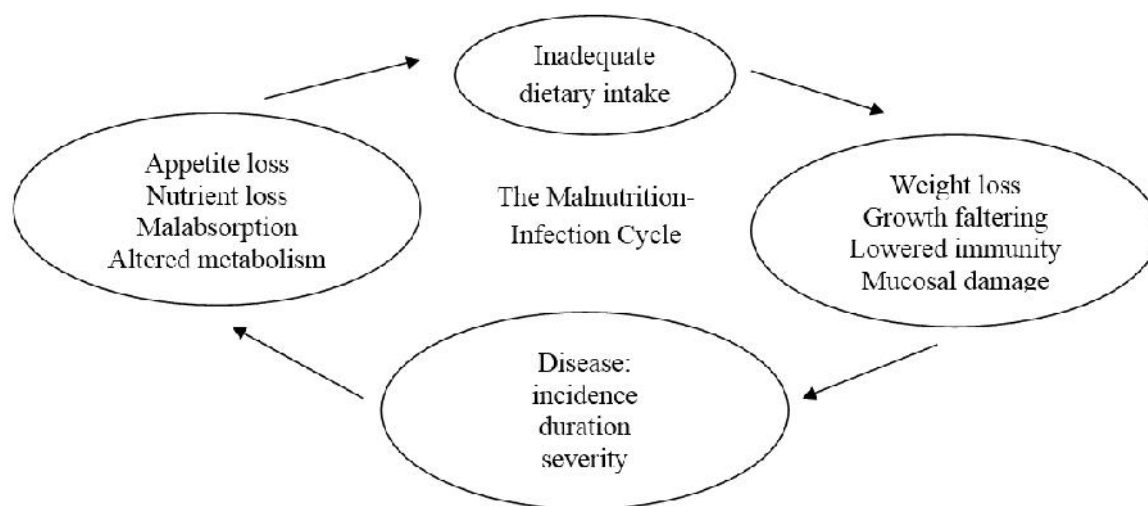 Inadequate
dietary intake
Appetite loss
Nutrient loss
Malabsorption
Altered metabolism
The Malnutrition-
Infection Cycle
Weight loss
Growth faltering
Lowered immunity
Mucosal damage
Disease:
incidence
duration
severity